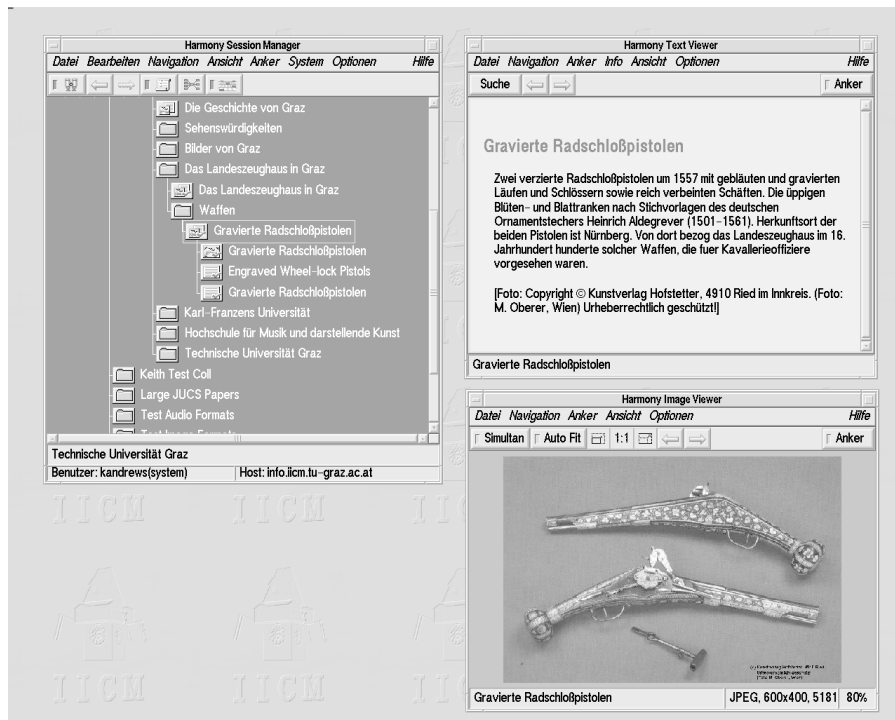 Harmony Session Manager
Datei Bearbeiten Navigation Ansicht Anker System Optionen Hilfe
Die Geschichte von Graz
Sehenswürdigkeiten
Bilder von Graz
Das Landeszeughaus in Graz
Das Landeszeughaus in Graz
Waffen
Gravierte Radschloßpistolen
Gravierte Radschloßpistolen
Engraved Wheel-lock Pistols
Gravierte Radschloßpistolen
Karl-Franzens Universität
Hochschule für Musik und darstellende Kunst
Technische Universität Graz
Keith Test Coll
Large JUCS Papers
Test Audio Formats
Test Image Formats
Technische Universität Graz
Benutzer: kandrews(system) Host: info.iicm.tu-graz.ac.at
Harmony Text Viewer
Datei Navigation Anker Info Ansicht Optionen Hilfe
Suche Anker
Gravierte Radschloßpistolen
Zwei verzierte Radschloßpistolen um 1557 mit gebläuten und gravierten
Läufen und Schlössern sowie reich verbeinten Schäften. Die üppigen
Blüten- und Blattranken nach Stichvorlagen des deutschen
Ornamentstechers Heinrich Aldegrever (1501-1561). Herkunftsort der
beiden Pistolen ist Nürnberg. Von dort bezog das Landeszeughaus im 16.
Jahrhundert hunderte solcher Waffen, die fuer Kavallerieoffiziere
vorgesehen waren.
[Foto: Copyright © Kunstverlag Hofstetter, 4910 Ried im Innkreis. (Foto:
M. Oberer, Wien) Urheberrechtlich geschützt!]
Gravierte Radschloßpistolen
Harmony Image Viewer
Datei Navigation Anker Ansicht Optionen Hilfe
Simultan Auto Fit 1:1 Anker
Gravierte Radschloßpistolen JPEG, 600x400, 5181 80%
IICM IICM IICM
IICM IICM IICM